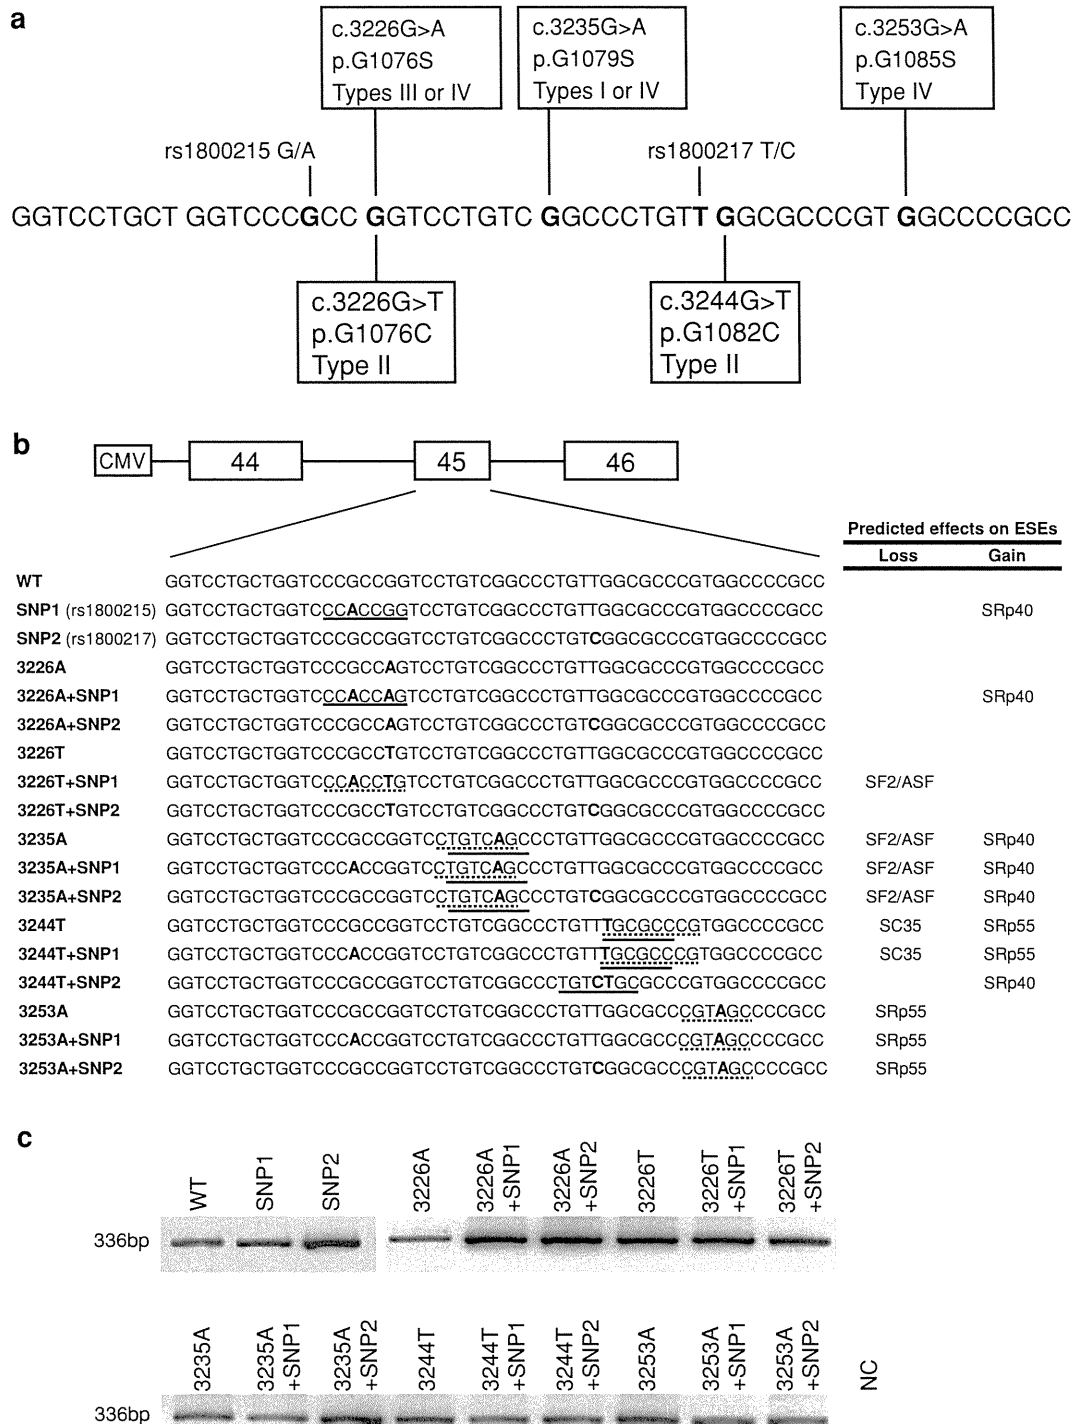 a
c.3226G>A
p.G1076S
Types III or IV
c.3235G>A
p.G1079S
Types I or IV
c.3253G>A
p.G1085S
Type IV
rs1800215 G/A
rs1800217 T/C
GGTCCTGCT GGTCCCGCC GGTCCTGTC GGCCCTGTT GGCGCCCGT GGCCCCGCC
c.3226G>T
p.G1076C
Type II
c.3244G>T
p.G1082C
Type II
b
CMV 44 45 46
Predicted effects on ESEs
Loss Gain
WT GGTCCTGCTGGTCCCGCCGGTCCTGTCGGCCCTGTTGGCGCCCGTGGCCCCGCC
SNP1 (rs1800215) GGTCCTGCTGGTCCCACCGGTCCTGTCGGCCCTGTTGGCGCCCGTGGCCCCGCC SRp40
SNP2 (rs1800217) GGTCCTGCTGGTCCCGCCGGTCCTGTCGGCCCTGTCGGCGCCCGTGGCCCCGCC
3226A GGTCCTGCTGGTCCCGCCAGTCCTGTCGGCCCTGTTGGCGCCCGTGGCCCCGCC
3226A+SNP1 GGTCCTGCTGGTCCCACCAGTCCTGTCGGCCCTGTTGGCGCCCGTGGCCCCGCC SRp40
3226A+SNP2 GGTCCTGCTGGTCCCGCCAGTCCTGTCGGCCCTGTCGGCGCCCGTGGCCCCGCC
3226T GGTCCTGCTGGTCCCGCCTGTCCTGTCGGCCCTGTTGGCGCCCGTGGCCCCGCC
3226T+SNP1 GGTCCTGCTGGTCCCACCTGTCCTGTCGGCCCTGTTGGCGCCCGTGGCCCCGCC SF2/ASF
3226T+SNP2 GGTCCTGCTGGTCCCGCCTGTCCTGTCGGCCCTGTCGGCGCCCGTGGCCCCGCC
3235A GGTCCTGCTGGTCCCGCCGGTCCTGTCAGCCCTGTTGGCGCCCGTGGCCCCGCC SF2/ASF SRp40
3235A+SNP1 GGTCCTGCTGGTCCCACCGGTCCTGTCAGCCCTGTTGGCGCCCGTGGCCCCGCC SF2/ASF SRp40
3235A+SNP2 GGTCCTGCTGGTCCCGCCGGTCCTGTCAGCCCTGTCGGCGCCCGTGGCCCCGCC SF2/ASF SRp40
3244T GGTCCTGCTGGTCCCGCCGGTCCTGTCGGCCCTGTTTGCGCCCGTGGCCCCGCC SC35 SRp55
3244T+SNP1 GGTCCTGCTGGTCCCACCGGTCCTGTCGGCCCTGTTTGCGCCCGTGGCCCCGCC SC35 SRp55
3244T+SNP2 GGTCCTGCTGGTCCCGCCGGTCCTGTCGGCCCTGTCTGCGCCCGTGGCCCCGCC SRp40
3253A GGTCCTGCTGGTCCCGCCGGTCCTGTCGGCCCTGTTGGCGCCCGTAGCCCCGCC SRp55
3253A+SNP1 GGTCCTGCTGGTCCCACCGGTCCTGTCGGCCCTGTTGGCGCCCGTAGCCCCGCC SRp55
3253A+SNP2 GGTCCTGCTGGTCCCGCCGGTCCTGTCGGCCCTGTCGGCGCCCGTAGCCCCGCC SRp55
c
WT
SNP1
SNP2
3226A
3226A
+SNP1
3226A
+SNP2
3226T
3226T
+SNP1
3226T
+SNP2
336bp
3235A
3235A
+SNP1
3235A
+SNP2
3244T
3244T
+SNP1
3244T
+SNP2
3253A
3253A
+SNP1
3253A
+SNP2
NC
336bp